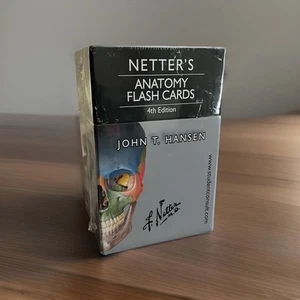 NETTER'S
ANATOMY
FLASH CARDS
4th Edition
JOHN T. HANSEN
www.studentconsult.com
F. Netter
M.D.